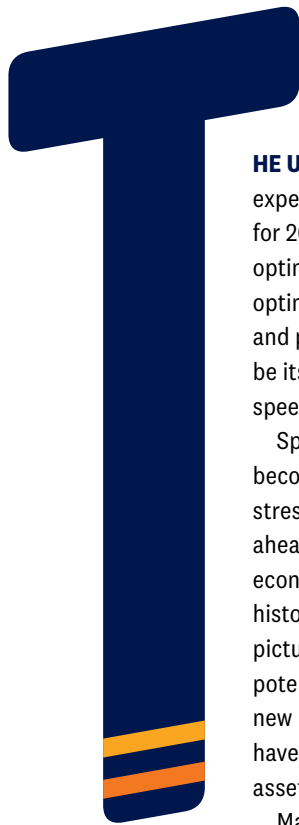 T
HE U
expe
for 20
optim
optim
and p
be its
spee
Sp
beco
stres
ahea
econ
histo
pictu
pote
new
have
asset
Ma